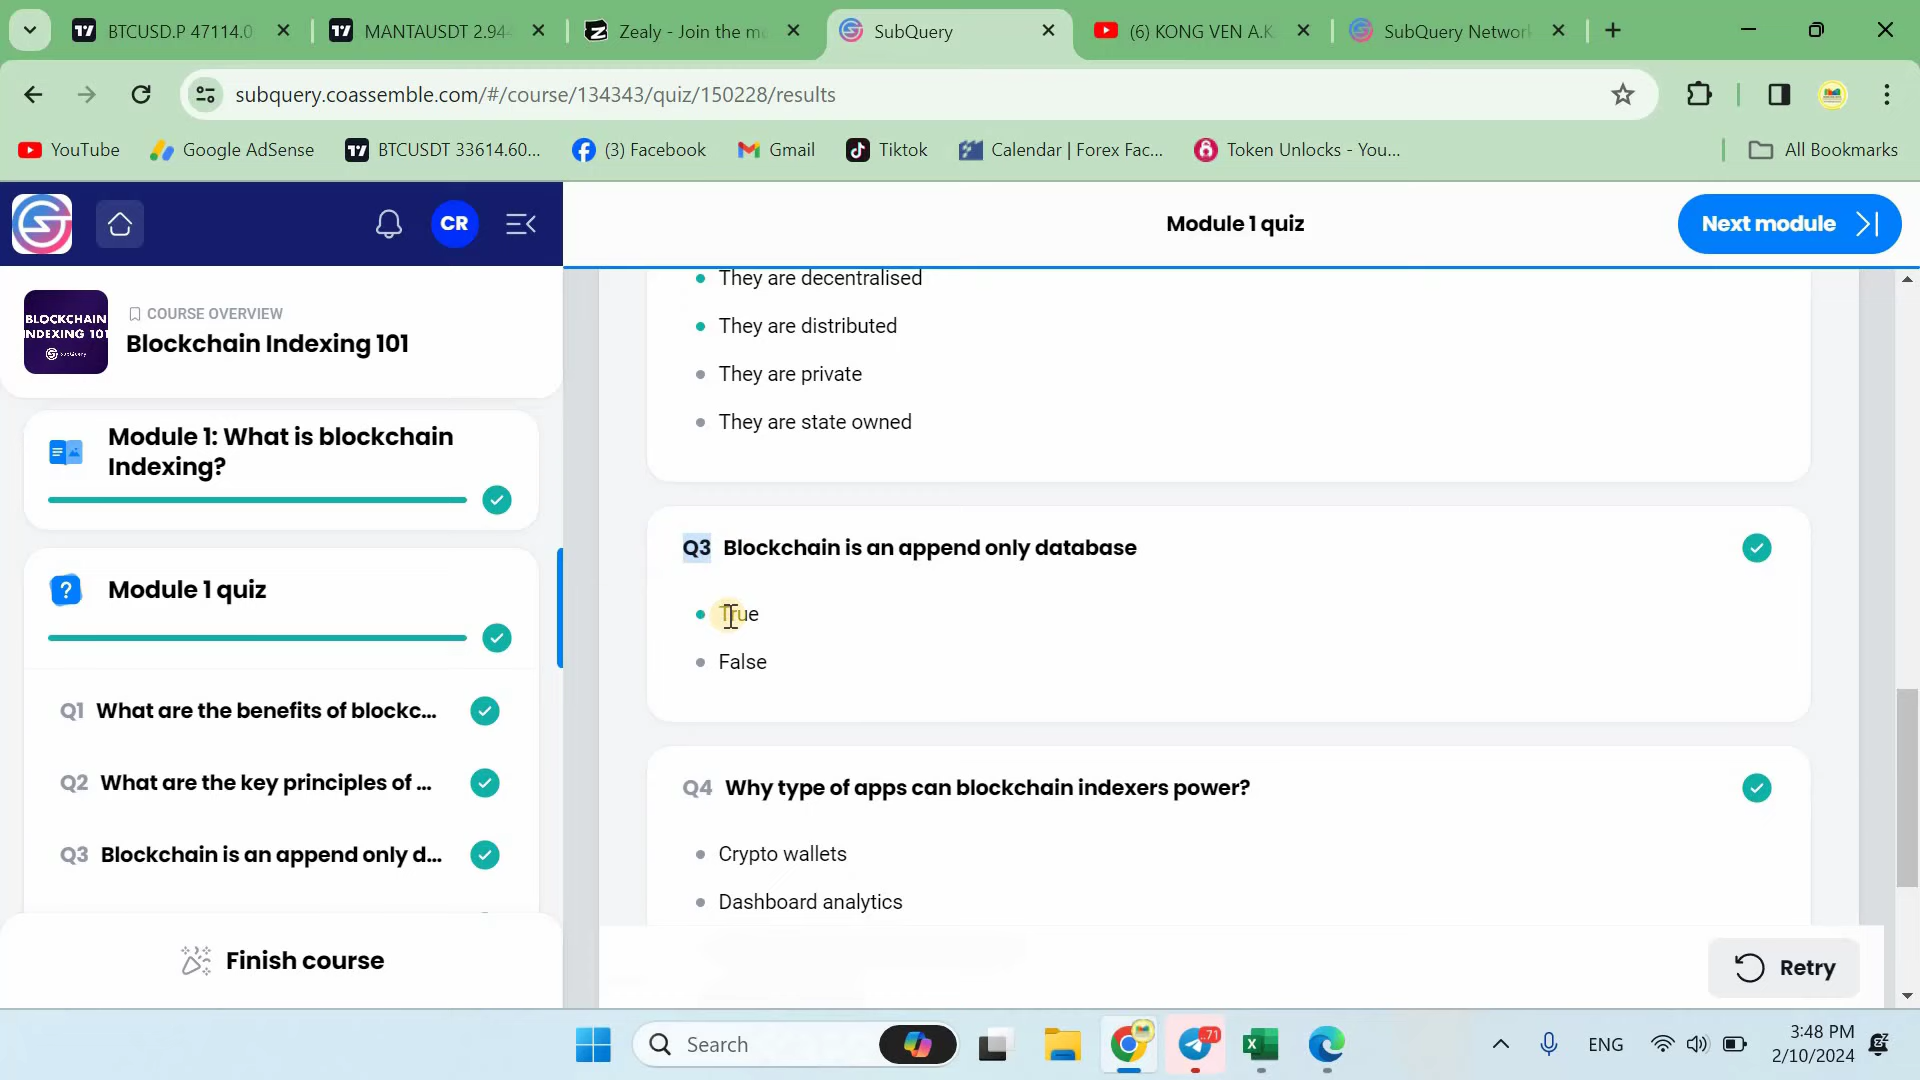 BTCUSD.P 47114.0
MANTAUSDT 2.94
Zealy - Join the m
SubQuery
(6) KONG VEN A.K.
SubQuery Network
subquery.coassemble.com/#/course/134343/quiz/150228/results
YouTube
Google AdSense
BTCUSDT 33614.60...
(3) Facebook
Gmail
Tiktok
Calendar | Forex Fac...
Token Unlocks - You...
All Bookmarks
CR
Module 1 quiz
Next module
BLOCKCHAIN
INDEXING 101
SubQuery
COURSE OVERVIEW
Blockchain Indexing 101
Module 1: What is blockchain
Indexing?
Module 1 quiz
Q1 What are the benefits of blockc...
Q2 What are the key principles of ...
Q3 Blockchain is an append only d...
Finish course
They are decentralised
They are distributed
They are private
They are state owned
Q3 Blockchain is an append only database
True
False
Q4 Why type of apps can blockchain indexers power?
Crypto wallets
Dashboard analytics
Retry
Search
..71
ENG
3:48 PM
2/10/2024